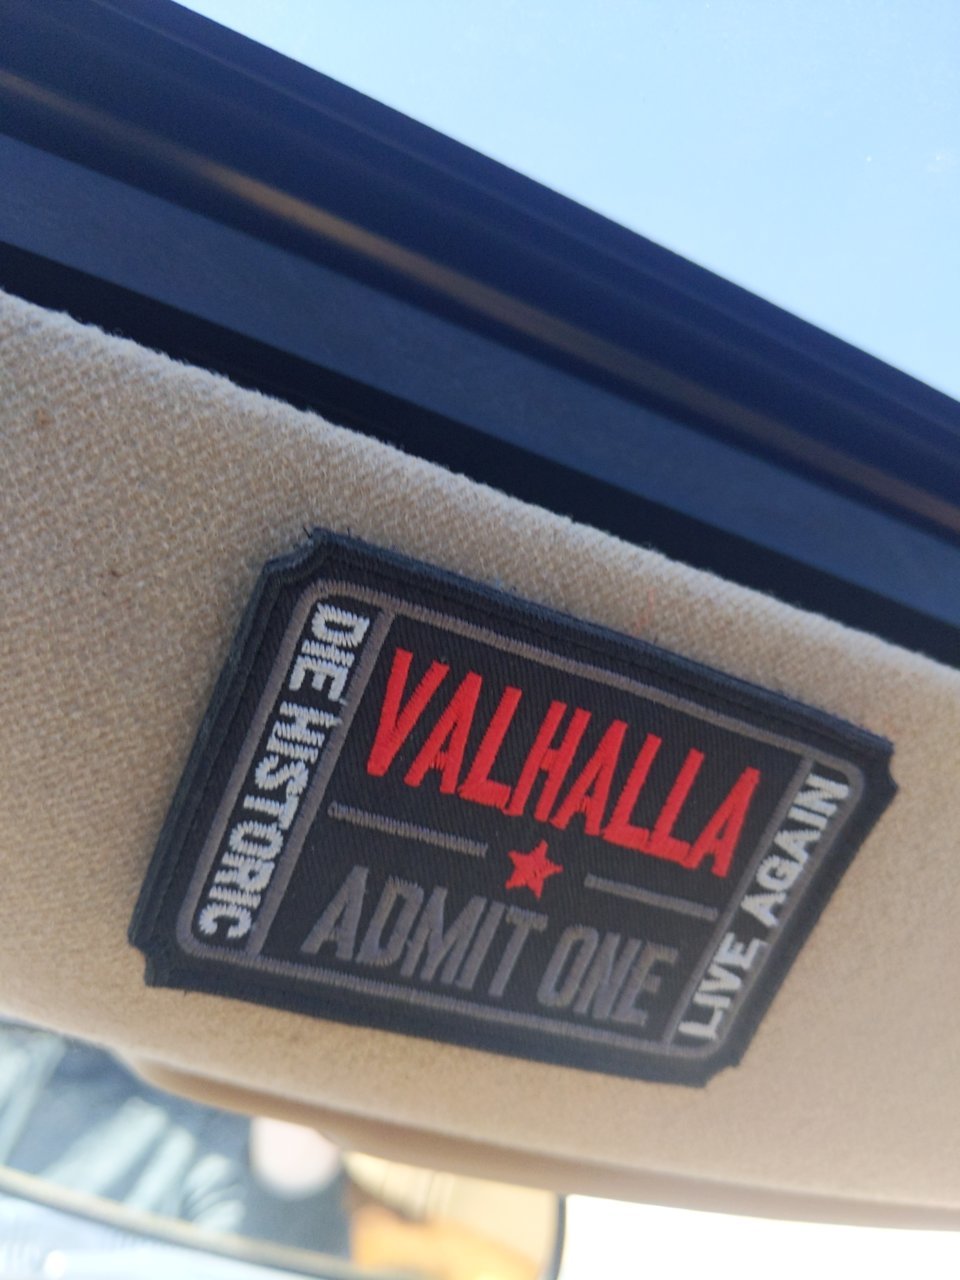 DIE HISTORIC
VALHALLA
ADMIT ONE
LIVE AGAIN